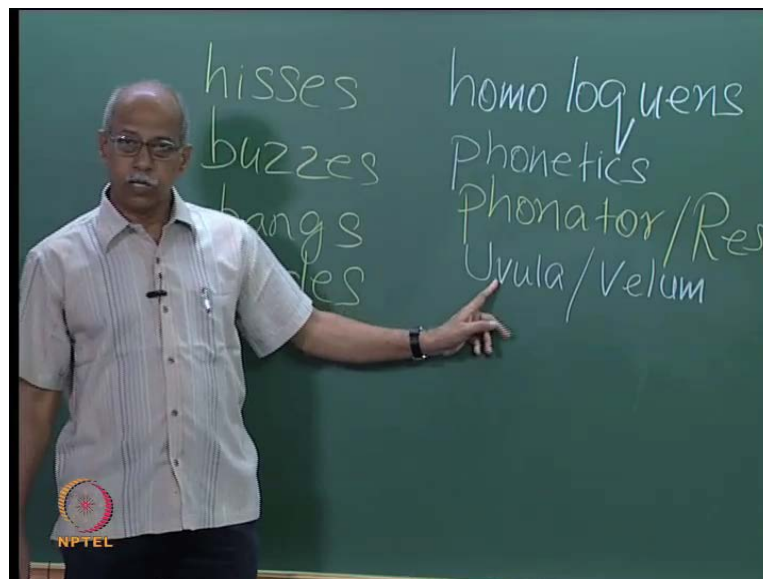 hisses
buzzes
homo loquens
phonetics
Phonator/Res
Uvula/Velum
NPTEL